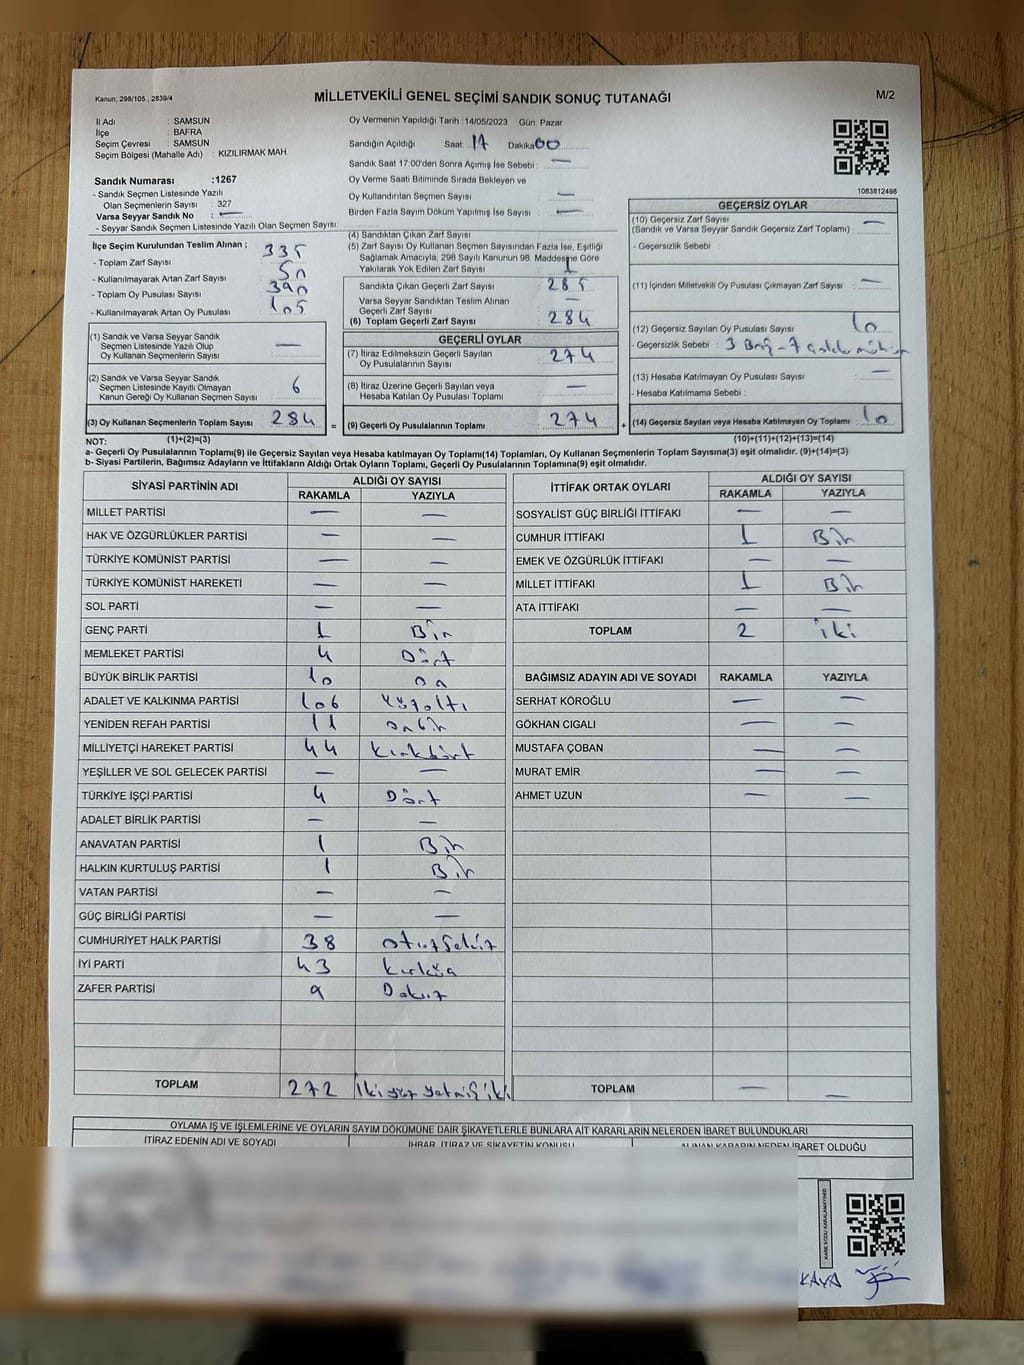 Kanun; 298/105 , 2839/4
MİLLETVEKİLİ GENEL SEÇİMİ SANDIK SONUÇ TUTANAĞI
M/2
İl Adı : SAMSUN
İlçe : BAFRA
Seçim Çevresi : SAMSUN
Seçim Bölgesi (Mahalle Adı) : KIZILIRMAK MAH.
Sandık Numarası :1267
- Sandık Seçmen Listesinde Yazılı
Olan Seçmenlerin Sayısı : 327
Varsa Seyyar Sandık No : —
- Seyyar Sandık Seçmen Listesinde Yazılı Olan Seçmen Sayısı:
İlçe Seçim Kurulundan Teslim Alınan ;
- Toplam Zarf Sayısı : 335
- Kullanılmayarak Artan Zarf Sayısı
- Toplam Oy Pusulası Sayısı
- Kullanılmayarak Artan Oy Pusulası : 105
Oy Vermenin Yapıldığı Tarih :14/05/2023 Gün: Pazar
Sandığın Açıldığı Saat: 17 Dakika 00
Sandık Saat 17:00'den Sonra Açımış İse Sebebi : —
Oy Verme Saati Bitiminde Sırada Bekleyen ve
Oy Kullandırılan Seçmen Sayısı : —
Birden Fazla Sayım Döküm Yapılmış İse Sayısı : —
(4) Sandıktan Çıkan Zarf Sayısı
(5) Zarf Sayısı Oy Kullanan Seçmen Sayısından Fazla İse, Eşitliği
Sağlamak Amacıyla, 298 Sayılı Kanunun 98. Maddesine Göre
Yakılarak Yok Edilen Zarf Sayısı : 1
Sandıkta Çıkan Geçerli Zarf Sayısı : 285
Varsa Seyyar Sandıktan Teslim Alınan
Geçerli Zarf Sayısı : —
(6) Toplam Geçerli Zarf Sayısı : 284
1083812498
GEÇERSİZ OYLAR
(10) Geçersiz Zarf Sayısı : —
(Sandık ve Varsa Seyyar Sandık Geçersiz Zarf Toplamı)
- Geçersizlik Sebebi :
(11) İçinden Milletvekili Oy Pusulası Çıkmayan Zarf Sayısı : —
(12) Geçersiz Sayılan Oy Pusulası Sayısı : 10
- Geçersizlik Sebebi : 3 Boş - 7
(13) Hesaba Katılmayan Oy Pusulası Sayısı : —
- Hesaba Katılmama Sebebi :
(14) Geçersiz Sayılan veya Hesaba Katılmayan Oy Toplamı : 10
(10)+(11)+(12)+(13)=(14)
(1) Sandık ve Varsa Seyyar Sandık
Seçmen Listesinde Yazılı Olup
Oy Kullanan Seçmenlerin Sayısı : —
(2) Sandık ve Varsa Seyyar Sandık
Seçmen Listesinde Kayıtlı Olmayan
Kanun Gereği Oy Kullanan Seçmen Sayısı : 6
(3) Oy Kullanan Seçmenlerin Toplam Sayısı : 284 =
GEÇERLİ OYLAR
(7) İtiraz Edilmeksizin Geçerli Sayılan
Oy Pusulalarının Sayısı : 274
(8) İtiraz Üzerine Geçerli Sayılan veya
Hesaba Katılan Oy Pusulası Toplamı : —
(9) Geçerli Oy Pusulalarının Toplamı : 274 +
NOT: (1)+(2)=(3)
a- Geçerli Oy Pusulalarının Toplamı(9) ile Geçersiz Sayılan veya Hesaba katılmayan Oy Toplamı(14) Toplamları, Oy Kullanan Seçmenlerin Toplam Sayısına(3) eşit olmalıdır. (9)+(14)=(3)
b- Siyasi Partilerin, Bağımsız Adayların ve İttifakların Aldığı Ortak Oyların Toplamı, Geçerli Oy Pusulalarının Toplamına(9) eşit olmalıdır.
SİYASİ PARTİNİN ADI ALDIĞI OY SAYISI
RAKAMLA YAZIYLA
MİLLET PARTİSİ — —
HAK VE ÖZGÜRLÜKLER PARTİSİ — —
TÜRKİYE KOMÜNİST PARTİSİ — —
TÜRKİYE KOMÜNİST HAREKETİ — —
SOL PARTİ — —
GENÇ PARTİ 1 Bir
MEMLEKET PARTİSİ 4 Dört
BÜYÜK BİRLİK PARTİSİ 10 on
ADALET VE KALKINMA PARTİSİ 106 Yüzaltı
YENİDEN REFAH PARTİSİ 11 onbir
MİLLİYETÇİ HAREKET PARTİSİ 44 Kırkdört
YEŞİLLER VE SOL GELECEK PARTİSİ — —
TÜRKİYE İŞÇİ PARTİSİ 4 Dört
ADALET BİRLİK PARTİSİ — —
ANAVATAN PARTİSİ 1 Bir
HALKIN KURTULUŞ PARTİSİ 1 Bir
VATAN PARTİSİ — —
GÜÇ BİRLİĞİ PARTİSİ — —
CUMHURİYET HALK PARTİSİ 38 otuzSekiz
İYİ PARTİ 43 Kırküç
ZAFER PARTİSİ 9 Dokuz
TOPLAM 272 İki yüz yetmiş iki
İTTİFAK ORTAK OYLARI ALDIĞI OY SAYISI
RAKAMLA YAZIYLA
SOSYALIST GÜÇ BİRLİĞİ İTTİFAKI — —
CUMHUR İTTİFAKI 1 Bir
EMEK VE ÖZGÜRLÜK İTTİFAKI — —
MİLLET İTTİFAKI 1 Bir
ATA İTTİFAKI — —
TOPLAM 2 iki
BAĞIMSIZ ADAYIN ADI VE SOYADI RAKAMLA YAZIYLA
SERHAT KÖROĞLU — —
GÖKHAN CIGALI — —
MUSTAFA ÇOBAN — —
MURAT EMİR — —
AHMET UZUN — —
TOPLAM — —
OYLAMA İŞ VE İŞLEMLERİNE VE OYLARIN SAYIM DÖKÜMÜNE DAİR ŞİKAYETLERLE BUNLARA AİT KARARLARIN NELERDEN İBARET BULUNDUKLARI
İTİRAZ EDENİN ADI VE SOYADI İHBAR, İTİRAZ VE ŞİKAYETİN KONUSU ALINAN KARARIN NEDEN İBARET OLDUĞU
KARE KODU KARALAMAYINIZ!
KAYA